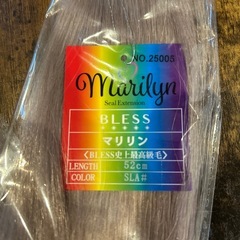 NO.25005
Marilyn
Seal Extension
BLESS
★★★★★
マリリン
《BLESS史上最高級毛》
LENGTH 52cm
COLOR SLA#